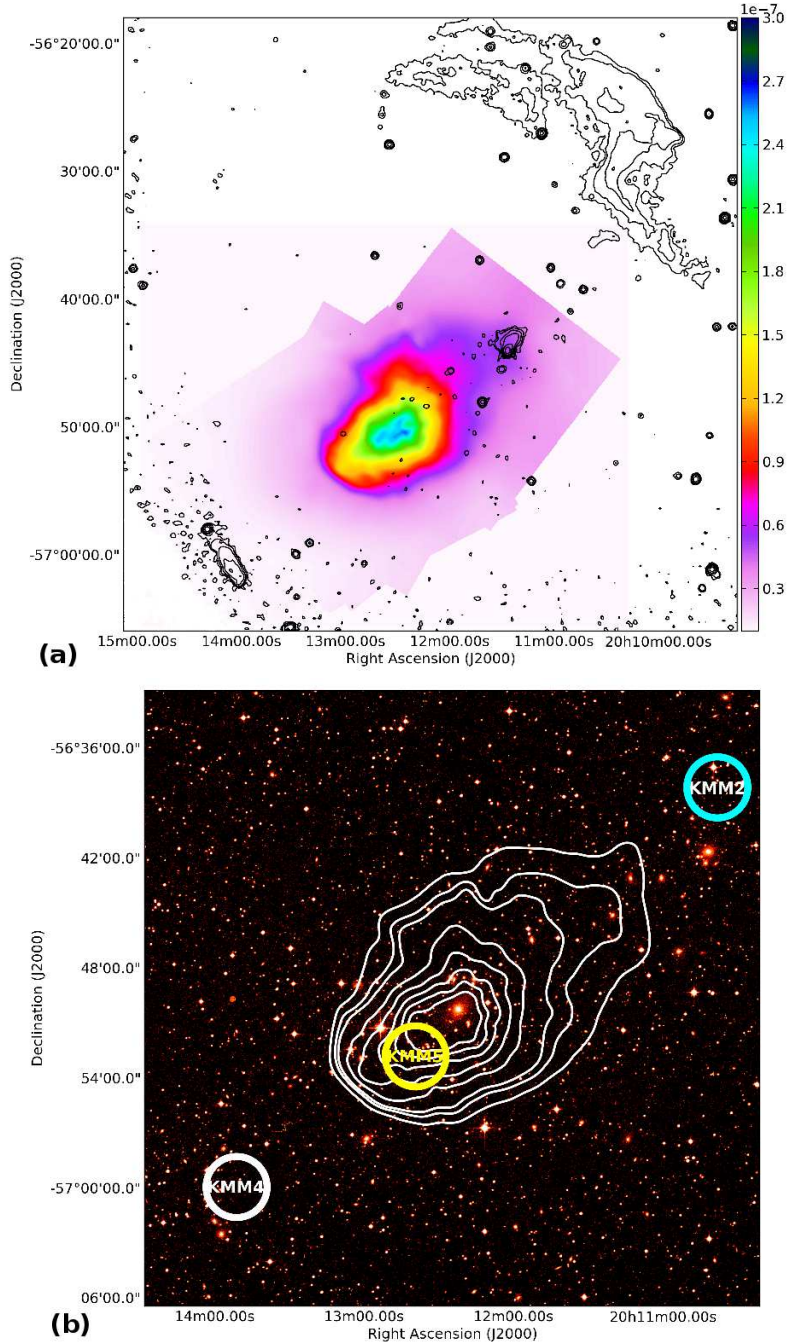 1e−7
-56°20'00.0"
30'00.0"
40'00.0"
50'00.0"
-57°00'00.0"
Declination (J2000)
3.0
2.7
2.4
2.1
1.8
1.5
1.2
0.9
0.6
0.3
15m00.00s 14m00.00s 13m00.00s 12m00.00s 11m00.00s 20h10m00.00s
Right Ascension (J2000)
(a)
-56°36'00.0"
42'00.0"
48'00.0"
54'00.0"
-57°00'00.0"
06'00.0"
Declination (J2000)
KMM2
KMM5
KMM4
14m00.00s 13m00.00s 12m00.00s 20h11m00.00s
Right Ascension (J2000)
(b)